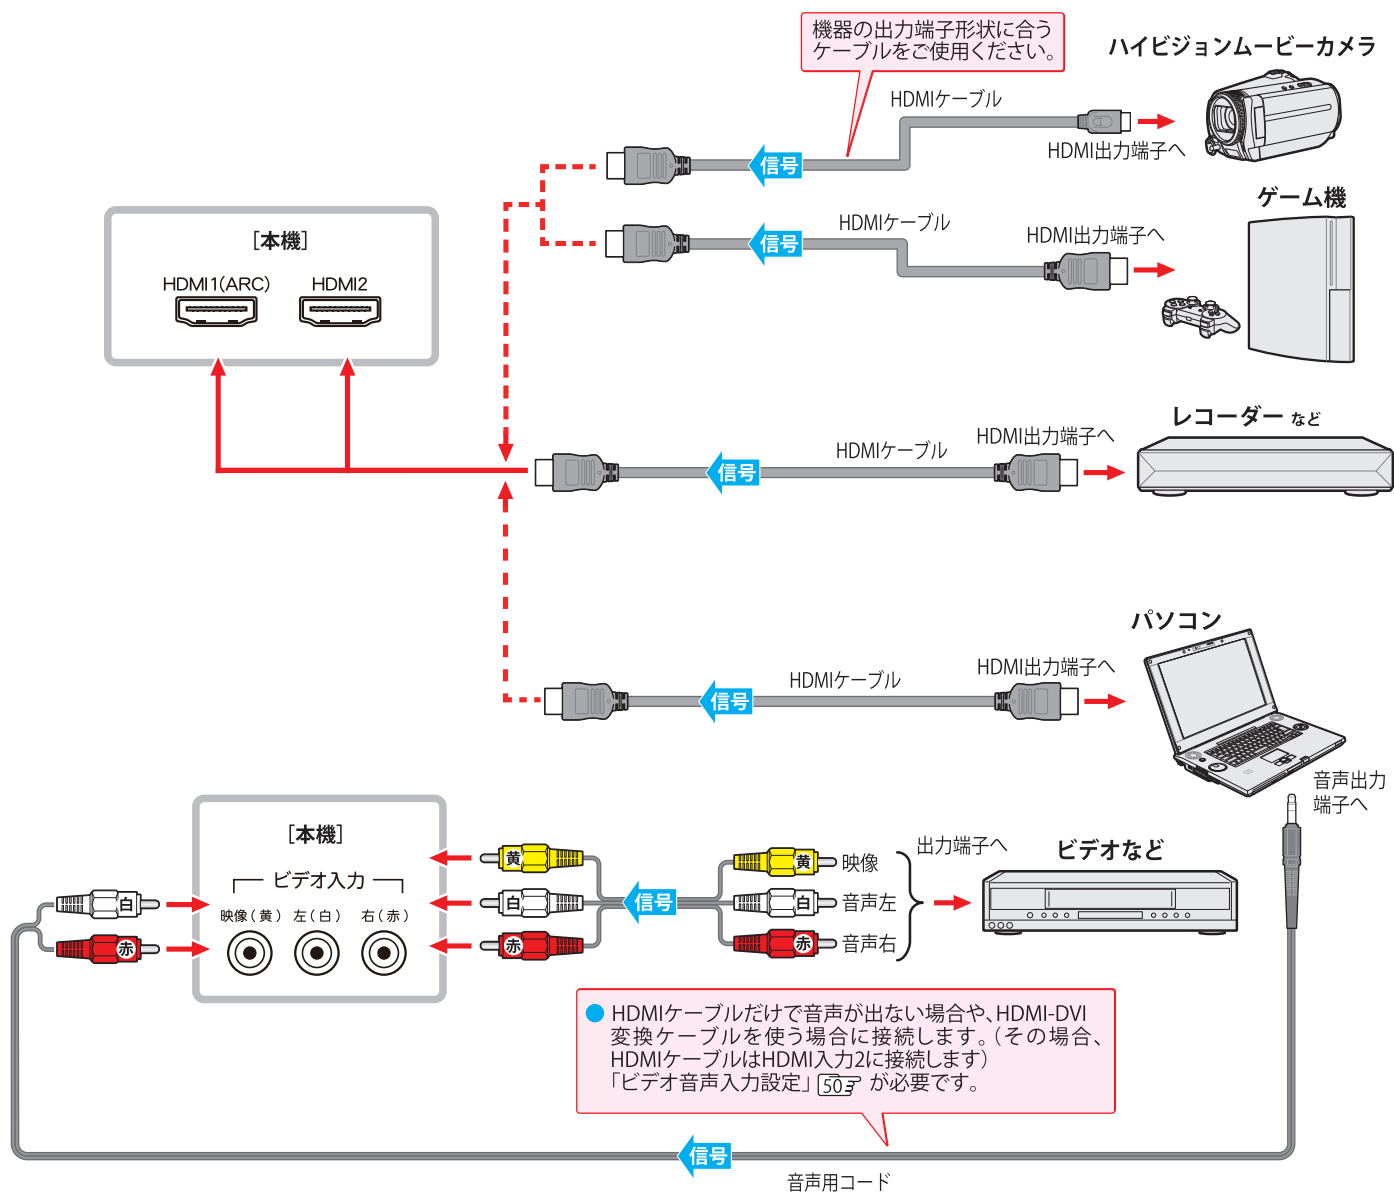 機器の出力端子形状に合う
ケーブルをご使用ください。
ハイビジョンムービーカメラ
HDMIケーブル
信号
HDMI出力端子へ
ゲーム機
HDMIケーブル
信号
HDMI出力端子へ
[本機]
HDMI1(ARC)
HDMI2
レコーダー など
HDMIケーブル
信号
HDMI出力端子へ
パソコン
HDMIケーブル
信号
HDMI出力端子へ
音声出力
端子へ
[本機]
ビデオ入力
映像(黄) 左(白) 右(赤)
白
赤
黄
白
赤
信号
黄
白
赤
映像
音声左
音声右
出力端子へ
ビデオなど
● HDMIケーブルだけで音声が出ない場合や、HDMI-DVI
変換ケーブルを使う場合に接続します。(その場合、
HDMIケーブルはHDMI入力2に接続します)
「ビデオ音声入力設定」50 が必要です。
信号
音声用コード